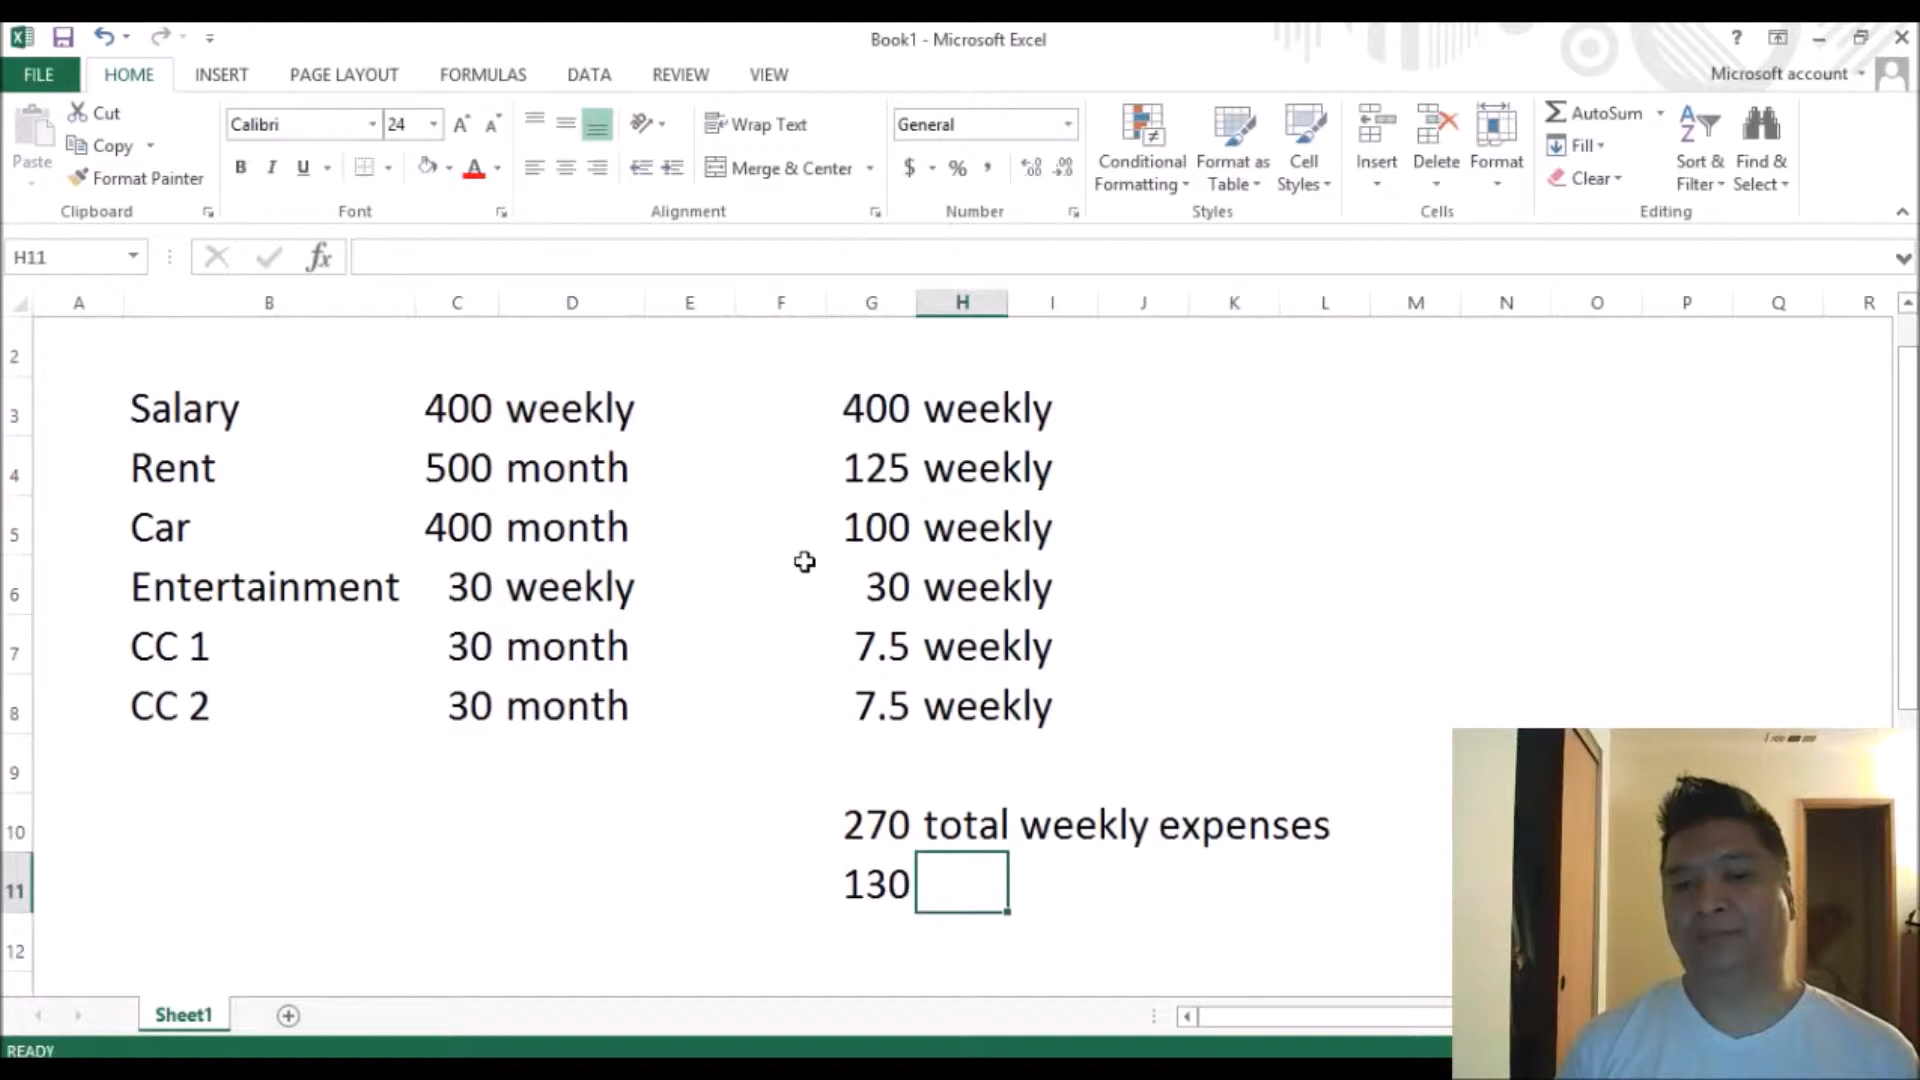 Book1 - Microsoft Excel
?
FILE HOME INSERT PAGE LAYOUT FORMULAS DATA REVIEW VIEW
Microsoft account
Paste
Cut
Copy
Format Painter
Clipboard
Calibri 24
B I U A
Font
Wrap Text
Merge & Center
Alignment
General
$ % ,
Number
Conditional Formatting
Format as Table
Cell Styles
Styles
Insert
Delete
Format
Cells
AutoSum
Fill
Clear
Sort & Filter
Find & Select
Editing
H11
fx
A B C D E F G H I J K L M N O P Q R
2
3 Salary 400 weekly 400 weekly
4 Rent 500 month 125 weekly
5 Car 400 month 100 weekly
6 Entertainment 30 weekly 30 weekly
7 CC 1 30 month 7.5 weekly
8 CC 2 30 month 7.5 weekly
9
10 270 total weekly expenses
11 130
12
Sheet1
READY